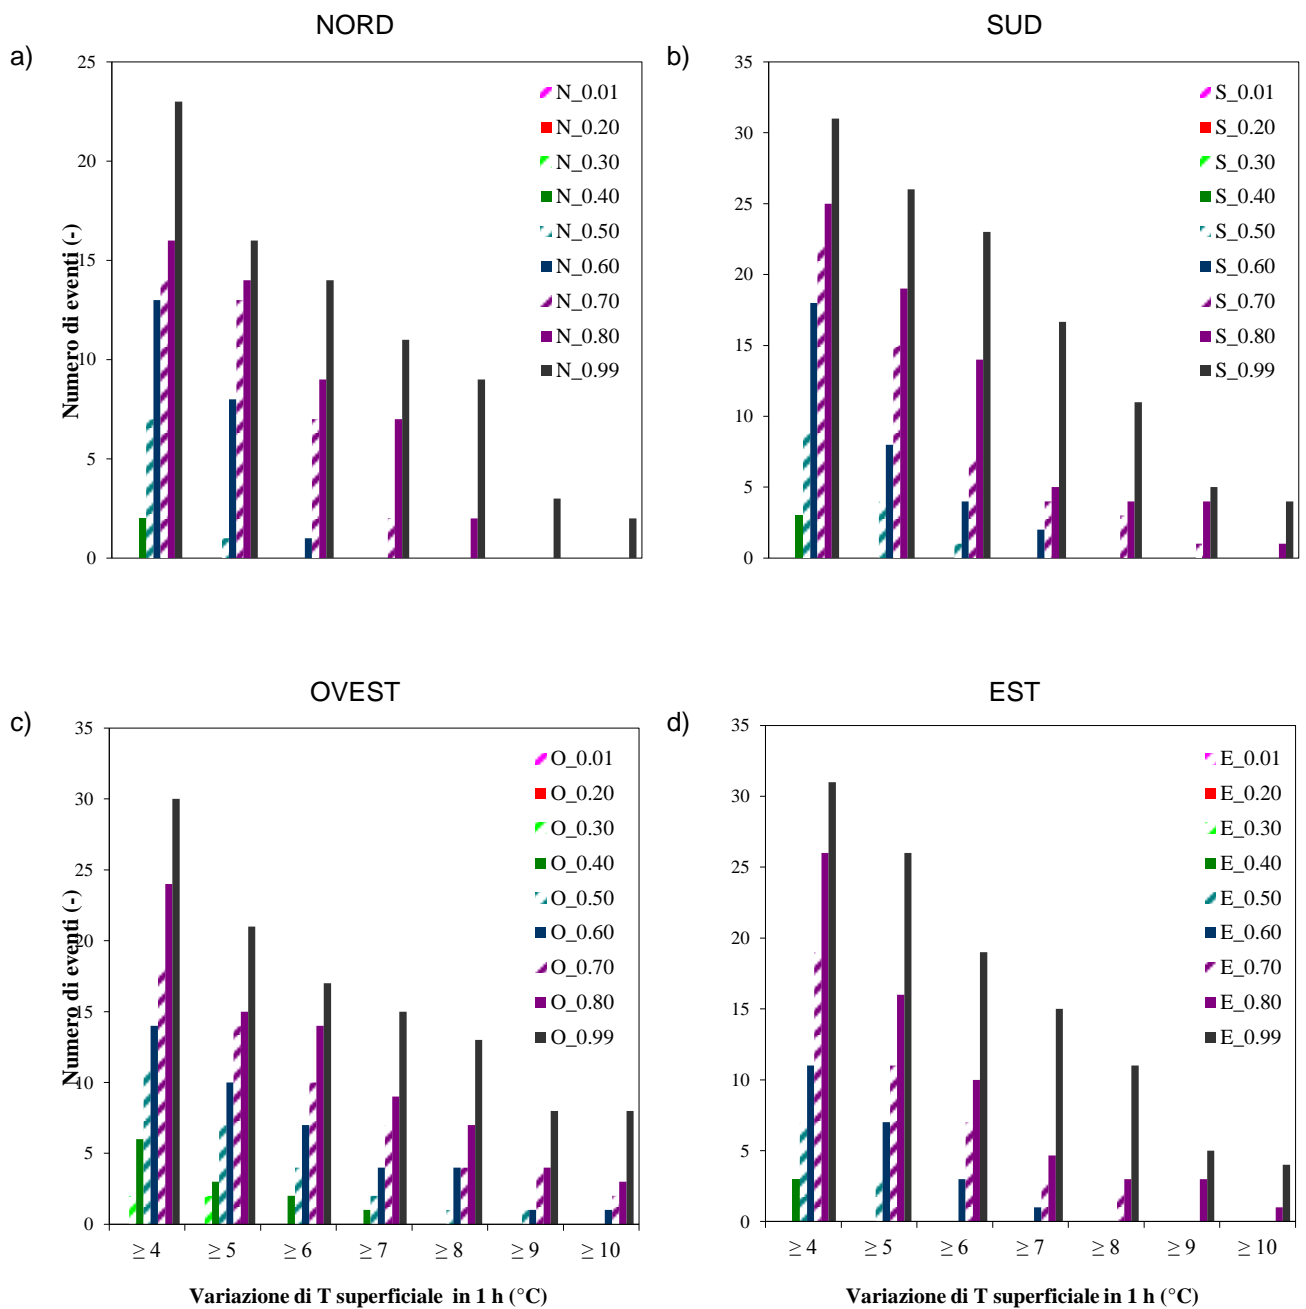 NORD
a)
25
20
15
10
5
0
Numero di eventi (-)
N_0.01
N_0.20
N_0.30
N_0.40
N_0.50
N_0.60
N_0.70
N_0.80
N_0.99
SUD
b)
35
30
25
20
15
10
5
0
S_0.01
S_0.20
S_0.30
S_0.40
S_0.50
S_0.60
S_0.70
S_0.80
S_0.99
OVEST
c)
35
30
25
20
15
10
5
0
Numero di eventi (-)
O_0.01
O_0.20
O_0.30
O_0.40
O_0.50
O_0.60
O_0.70
O_0.80
O_0.99
≥ 4 ≥ 5 ≥ 6 ≥ 7 ≥ 8 ≥ 9 ≥ 10
Variazione di T superficiale in 1 h (°C)
EST
d)
35
30
25
20
15
10
5
0
E_0.01
E_0.20
E_0.30
E_0.40
E_0.50
E_0.60
E_0.70
E_0.80
E_0.99
≥ 4 ≥ 5 ≥ 6 ≥ 7 ≥ 8 ≥ 9 ≥ 10
Variazione di T superficiale in 1 h (°C)